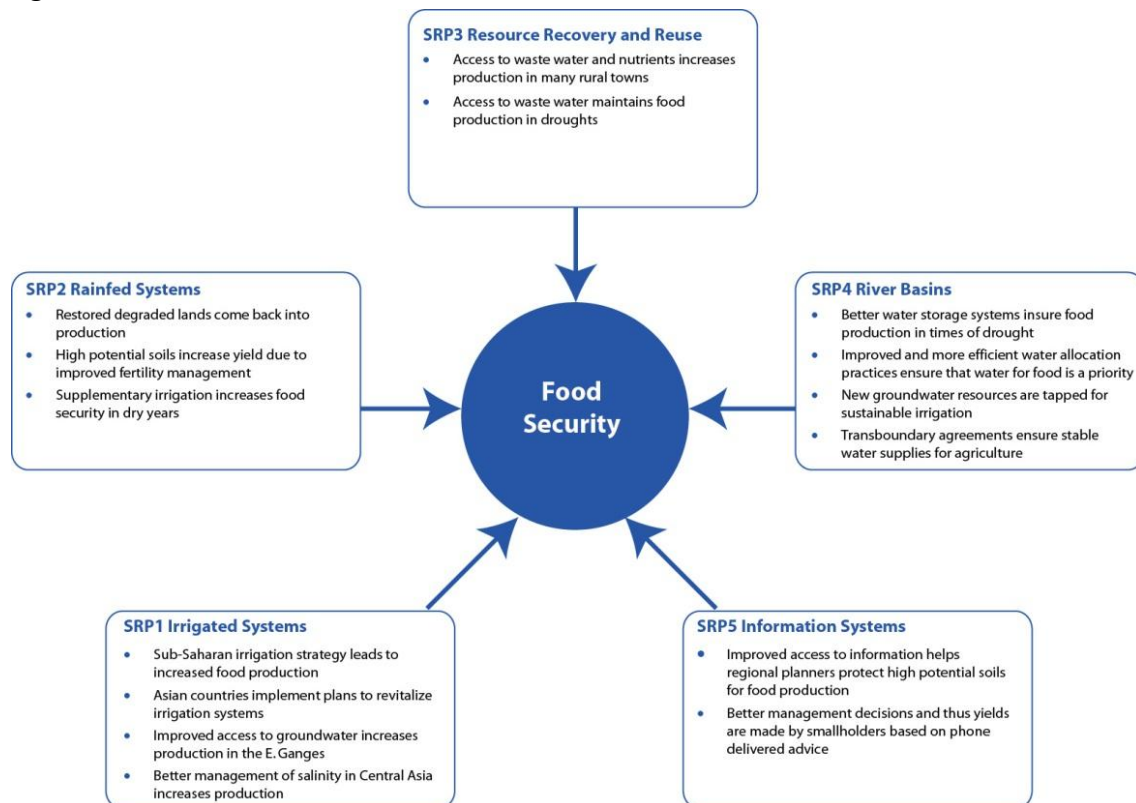 SRP3 Resource Recovery and Reuse
• Access to waste water and nutrients increases
production in many rural towns
• Access to waste water maintains food
production in droughts
SRP2 Rainfed Systems
• Restored degraded lands come back into
production
• High potential soils increase yield due to
improved fertility management
• Supplementary irrigation increases food
security in dry years
Food
Security
SRP4 River Basins
• Better water storage systems insure food
production in times of drought
• Improved and more efficient water allocation
practices ensure that water for food is a priority
• New groundwater resources are tapped for
sustainable irrigation
• Transboundary agreements ensure stable
water supplies for agriculture
SRP1 Irrigated Systems
• Sub-Saharan irrigation strategy leads to
increased food production
• Asian countries implement plans to revitalize
irrigation systems
• Improved access to groundwater increases
production in the E. Ganges
• Better management of salinity in Central Asia
increases production
SRP5 Information Systems
• Improved access to information helps
regional planners protect high potential soils
for food production
• Better management decisions and thus yields
are made by smallholders based on phone
delivered advice